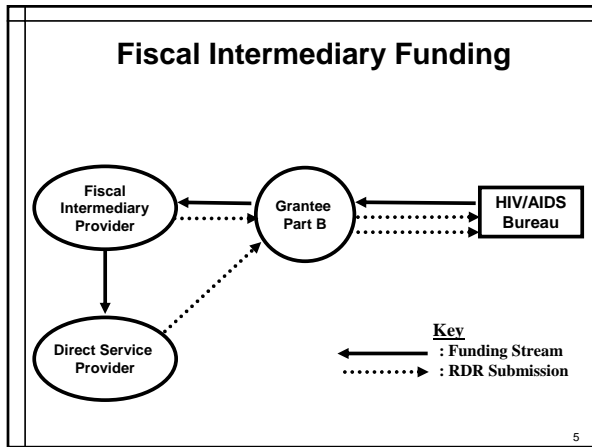 Fiscal Intermediary Funding
Fiscal
Intermediary
Provider
Grantee
Part B
HIV/AIDS
Bureau
Direct Service
Provider
Key
: Funding Stream
: RDR Submission
5